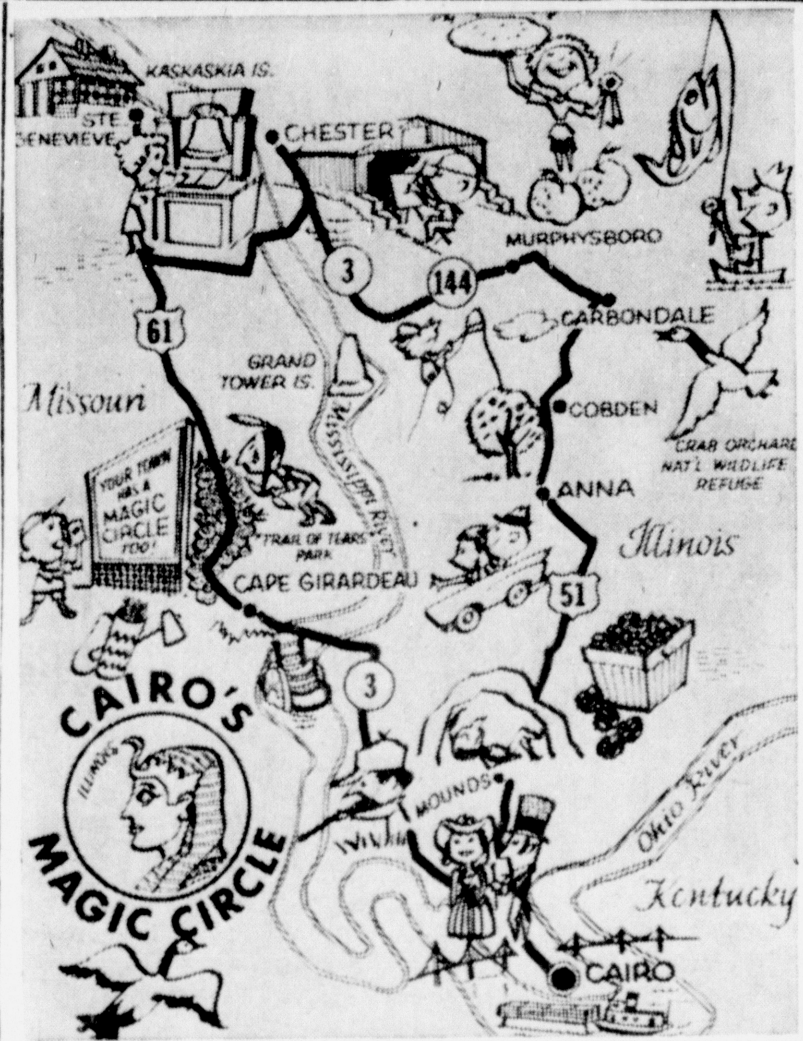 KASKASKIA IS.
STE.
GENEVIEVE
CHESTER
MURPHYSBORO
3
144
CARBONDALE
61
GRAND
TOWER IS.
Missouri
Mississippi River
COBDEN
CRAB ORCHARD
NAT'L WILDLIFE
REFUGE
YOUR TOWN
HAS A
MAGIC
CIRCLE
TOO!
ANNA
"TRAIL OF TEARS"
PARK
Illinois
CAPE GIRARDEAU
51
3
CAIRO'S
ILLINOIS
MAGIC CIRCLE
MOUNDS
Ohio River
Kentucky
CAIRO